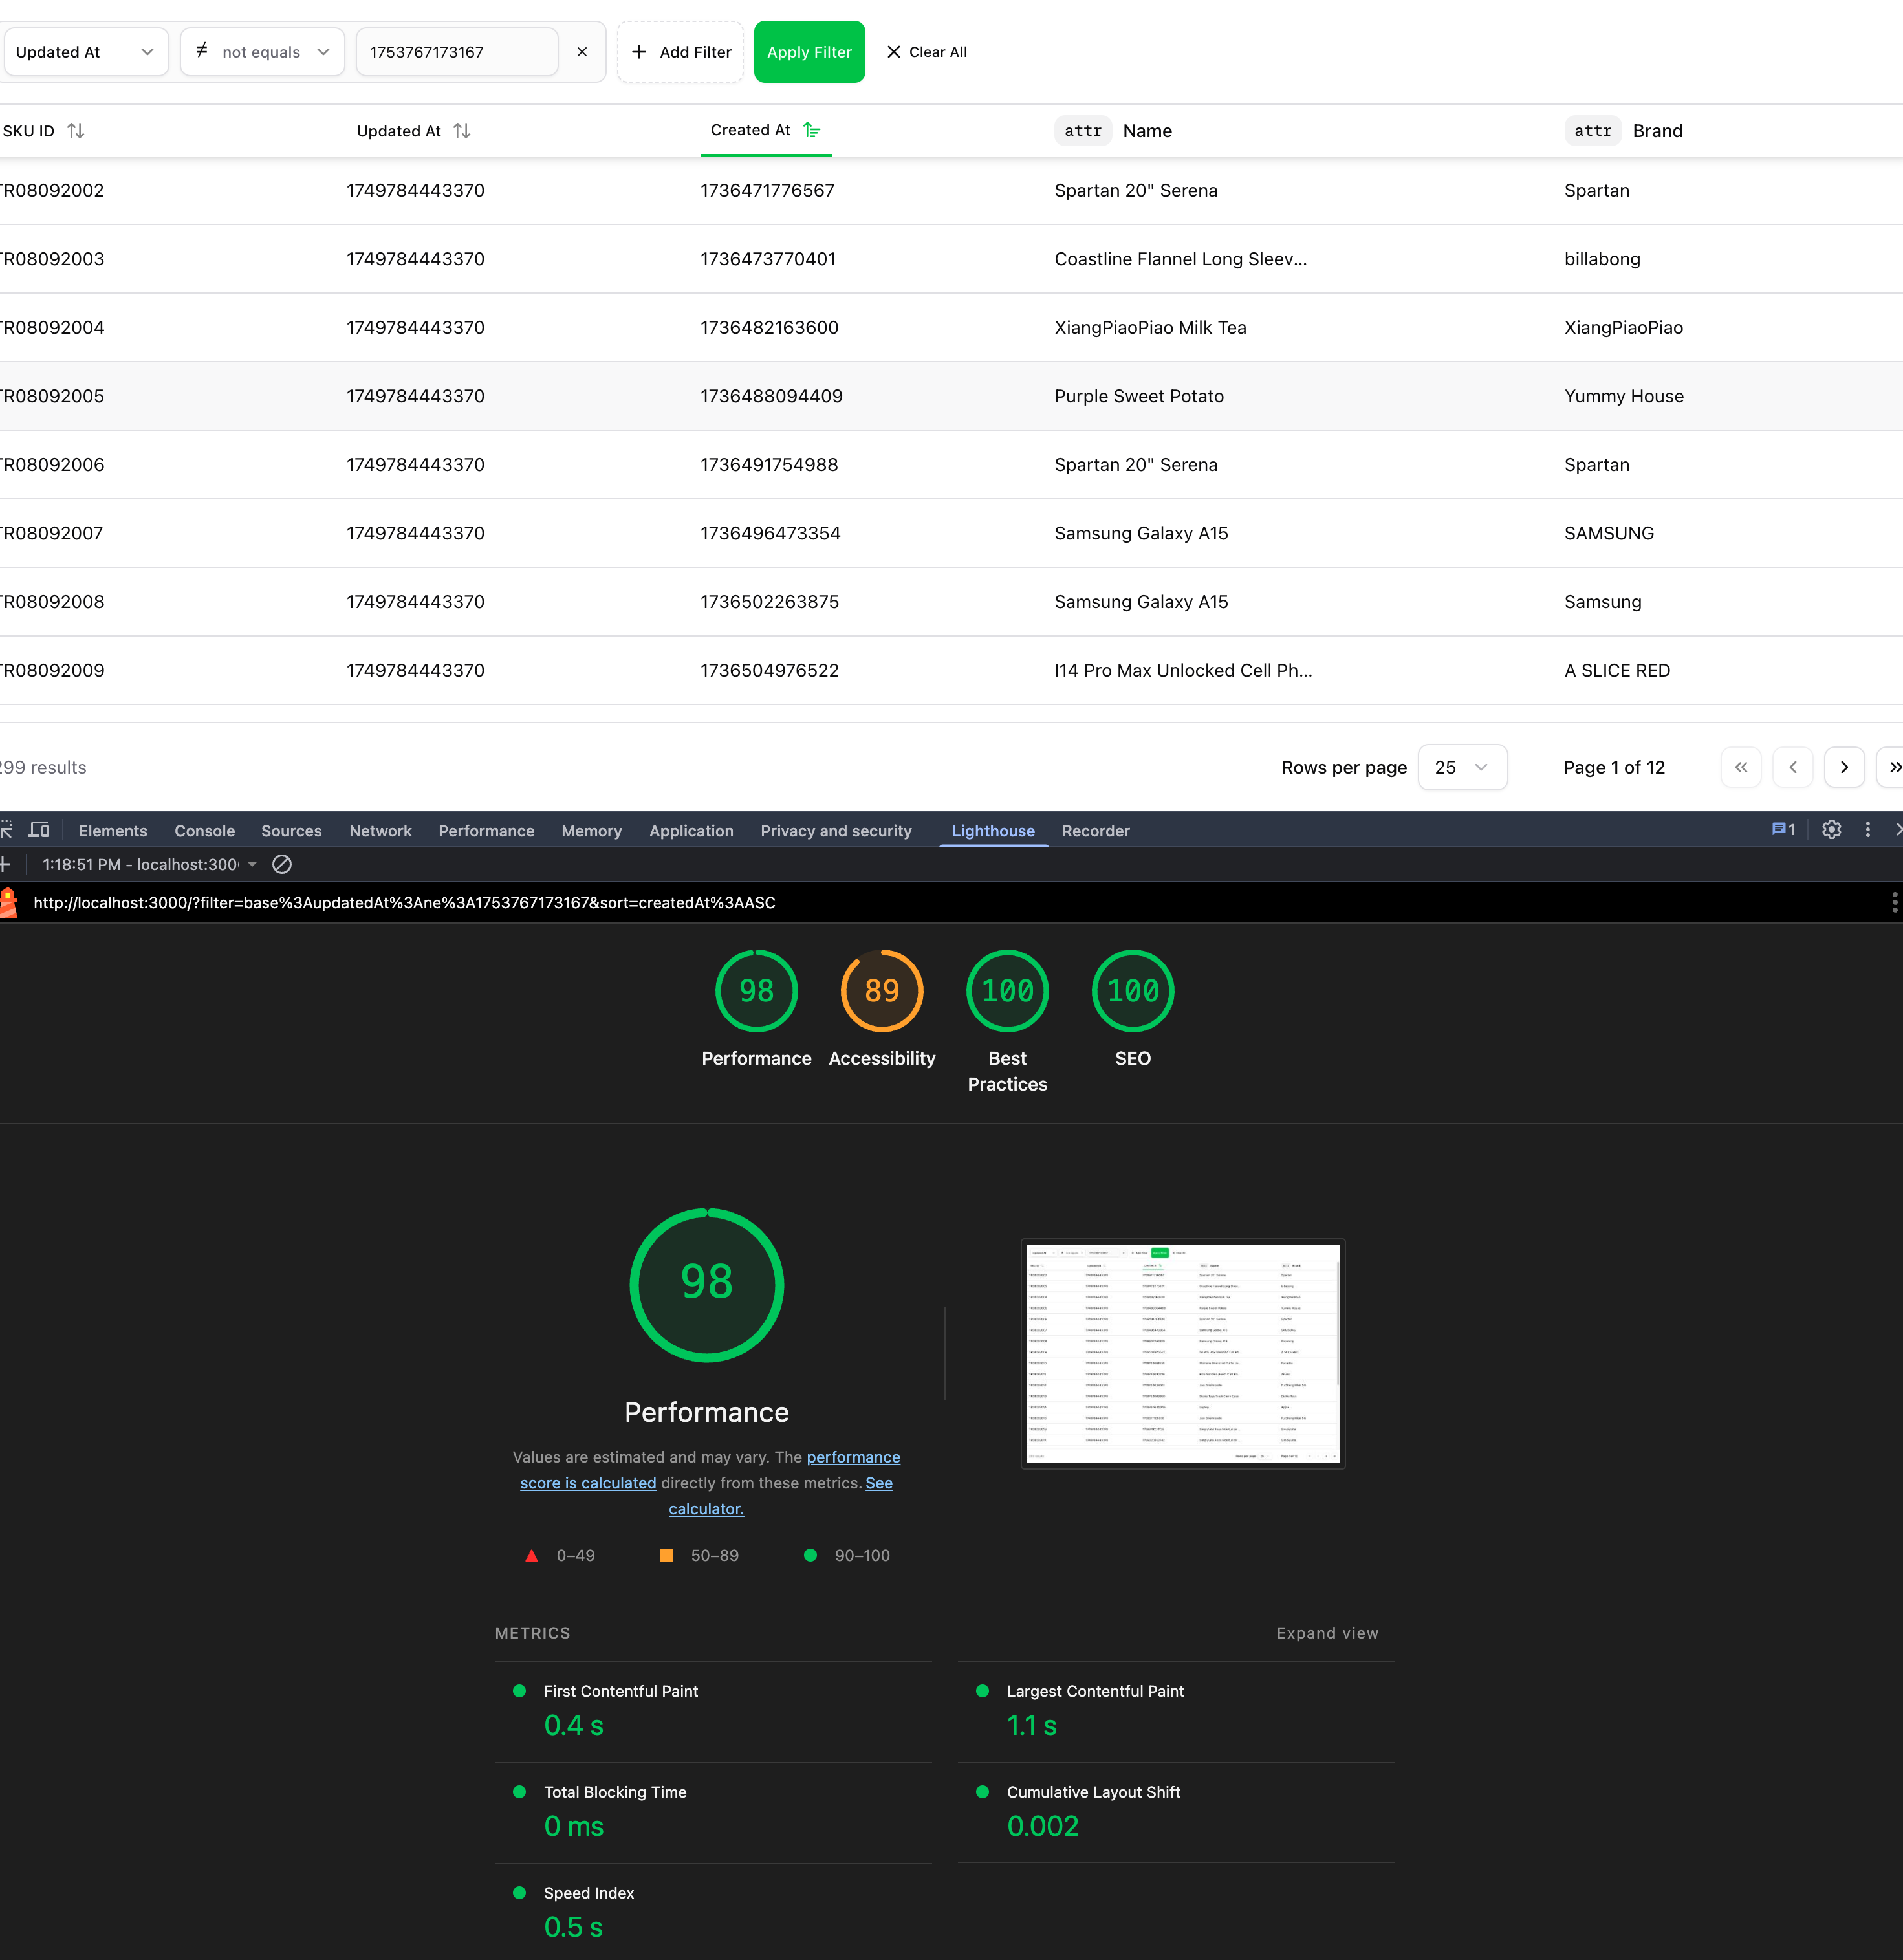 Updated At ≠ not equals 1753767173167 × + Add Filter Apply Filter × Clear All
SKU ID Updated At Created At attr Name attr Brand
TR08092002 1749784443370 1736471776567 Spartan 20" Serena Spartan
TR08092003 1749784443370 1736473770401 Coastline Flannel Long Sleev... billabong
TR08092004 1749784443370 1736482163600 XiangPiaoPiao Milk Tea XiangPiaoPiao
TR08092005 1749784443370 1736488094409 Purple Sweet Potato Yummy House
TR08092006 1749784443370 1736491754988 Spartan 20" Serena Spartan
TR08092007 1749784443370 1736496473354 Samsung Galaxy A15 SAMSUNG
TR08092008 1749784443370 1736502263875 Samsung Galaxy A15 Samsung
TR08092009 1749784443370 1736504976522 I14 Pro Max Unlocked Cell Ph... A SLICE RED
299 results Rows per page 25 Page 1 of 12
Elements Console Sources Network Performance Memory Application Privacy and security Lighthouse Recorder 1
1:18:51 PM - localhost:300
http://localhost:3000/?filter=base%3AupdatedAt%3Ane%3A1753767173167&sort=createdAt%3AASC
98 89 100 100
Performance Accessibility Best SEO
Practices
98
Performance
Values are estimated and may vary. The performance
score is calculated directly from these metrics. See
calculator.
0–49 50–89 90–100
METRICS Expand view
First Contentful Paint
0.4 s
Largest Contentful Paint
1.1 s
Total Blocking Time
0 ms
Cumulative Layout Shift
0.002
Speed Index
0.5 s